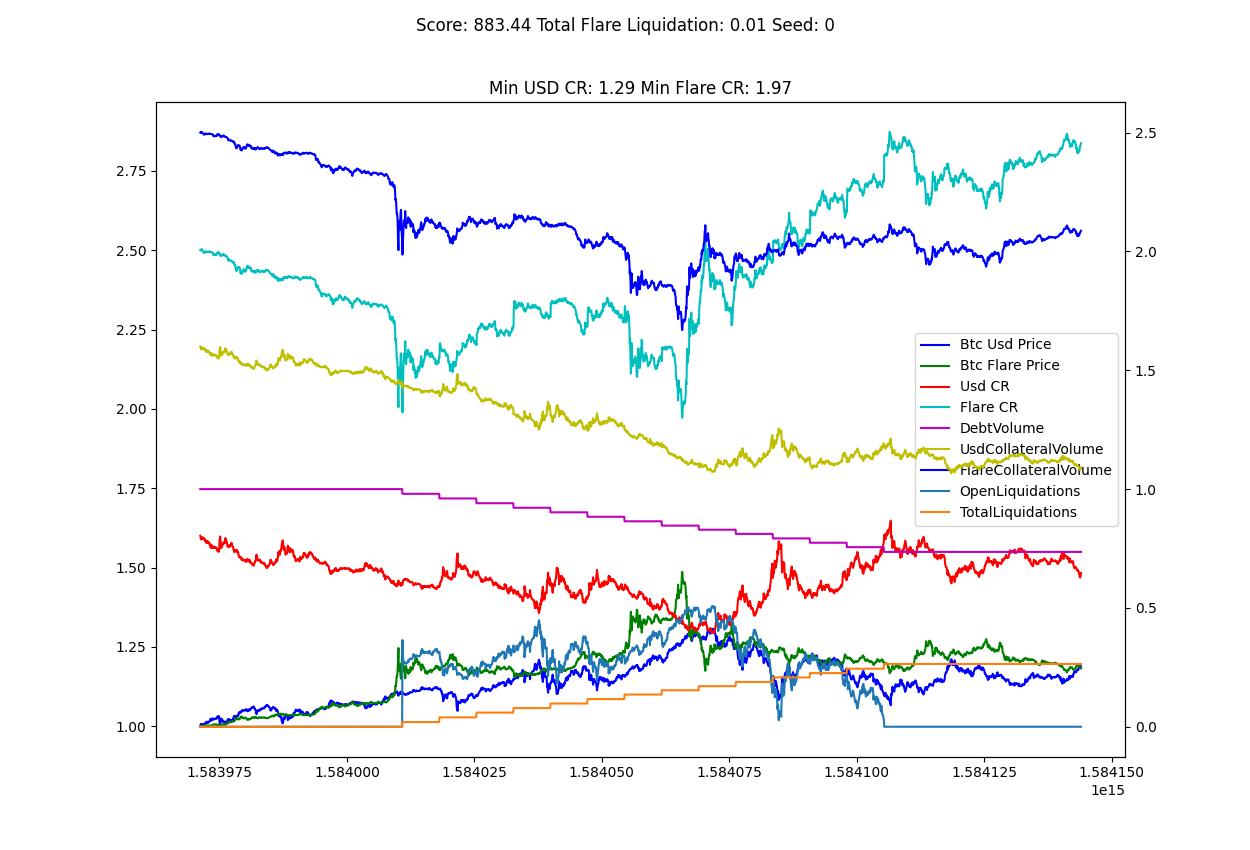 Score: 883.44 Total Flare Liquidation: 0.01 Seed: 0
Min USD CR: 1.29 Min Flare CR: 1.97
2.75
2.50
2.25
2.00
1.75
1.50
1.25
1.00
2.5
2.0
1.5
1.0
0.5
0.0
Btc Usd Price
Btc Flare Price
Usd CR
Flare CR
DebtVolume
UsdCollateralVolume
FlareCollateralVolume
OpenLiquidations
TotalLiquidations
1.583975 1.584000 1.584025 1.584050 1.584075 1.584100 1.584125 1.584150
1e15